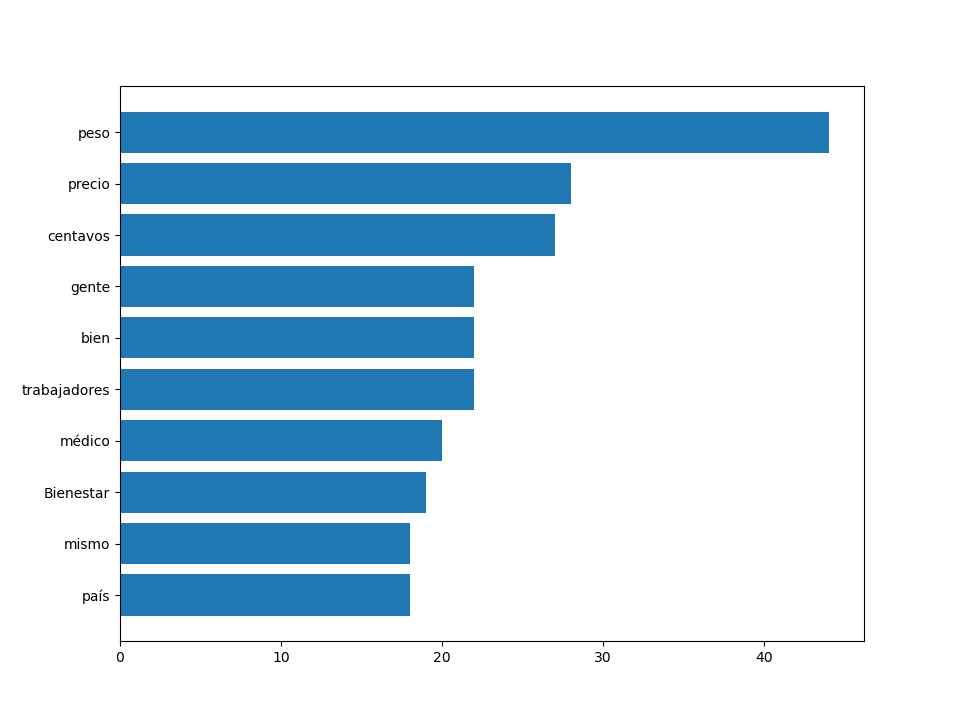 peso
precio
centavos
gente
bien
trabajadores
médico
Bienestar
mismo
país
0 10 20 30 40